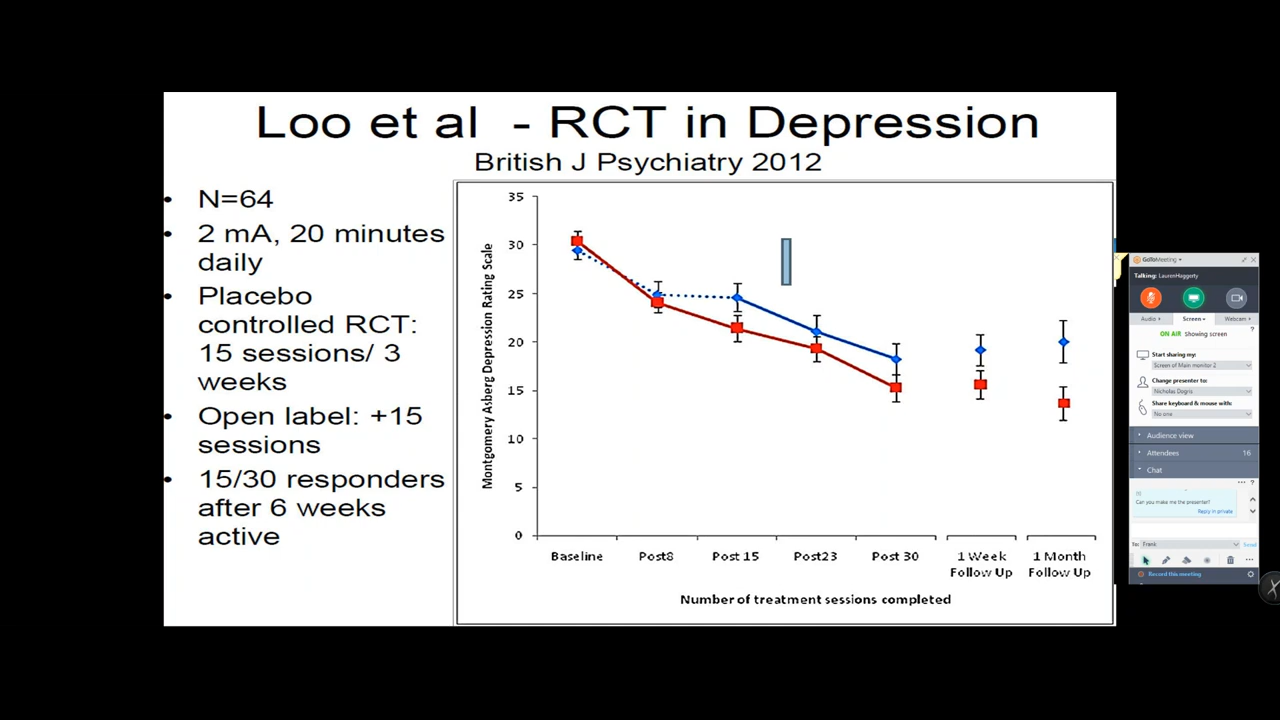 Loo et al - RCT in Depression
British J Psychiatry 2012
• N=64
• 2 mA, 20 minutes
daily
• Placebo
controlled RCT:
15 sessions/ 3
weeks
• Open label: +15
sessions
• 15/30 responders
after 6 weeks
active
Montgomery Asberg Depression Rating Scale
35
30
25
20
15
10
5
0
Baseline
Post8
Post 15
Post23
Post 30
1 Week
Follow Up
1 Month
Follow Up
Number of treatment sessions completed
GoToMeeting
Talking: LaurenHaggerty
Audio
Screen
Webcam
ON AIR Showing screen
?
Start sharing my:
Screen of Main monitor 2
Change presenter to:
Nicholas Dogris
Share keyboard & mouse with:
No one
Audience view
Attendees 16
Chat
... ?
Can you make me the presenter?
Reply in private
To: Frank
Send
Record this meeting